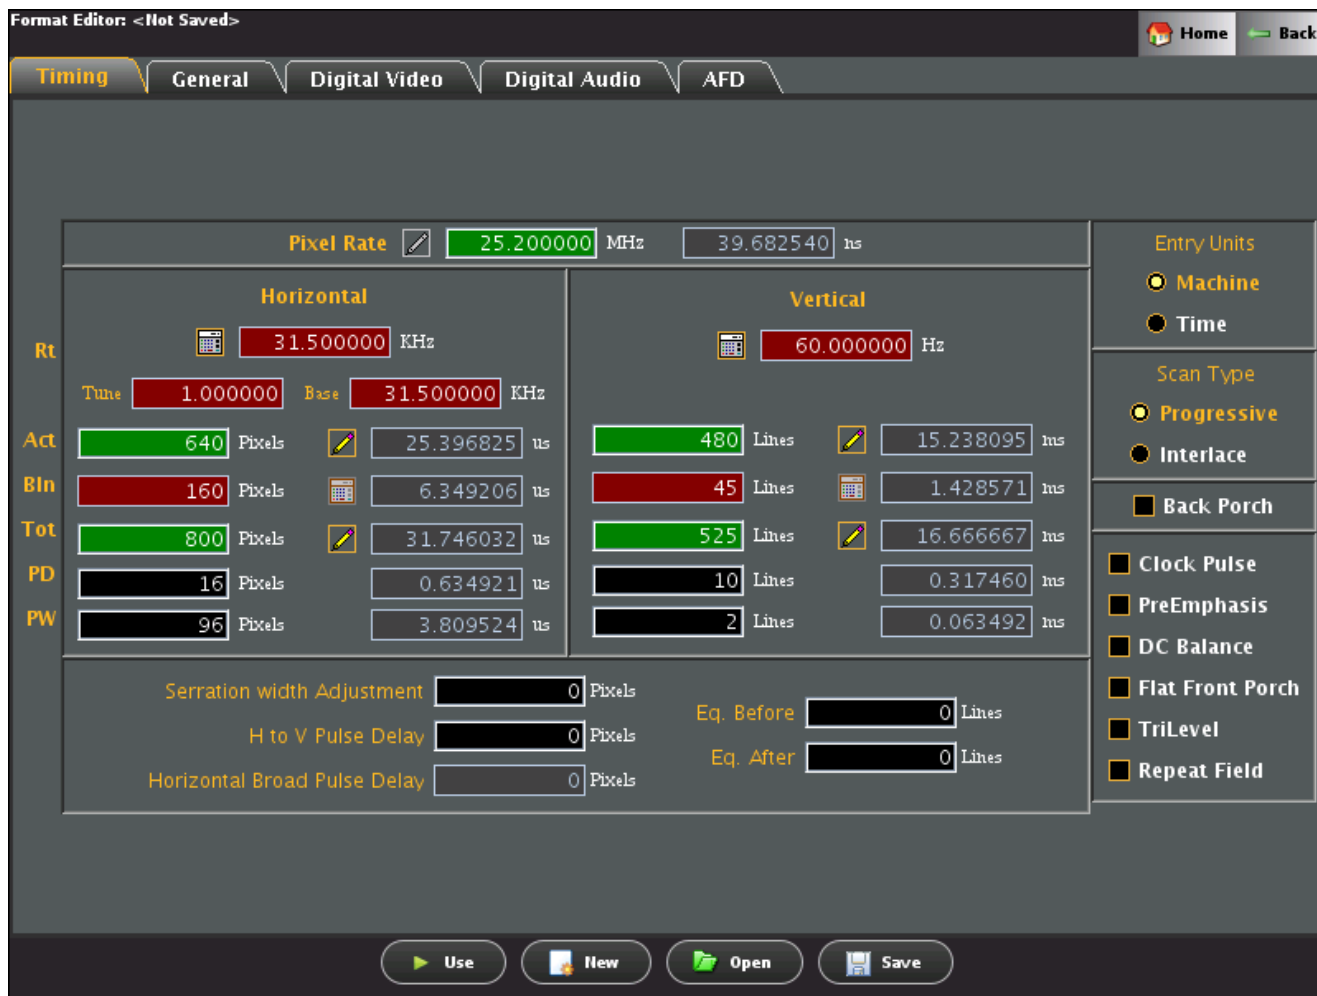 Format Editor: <Not Saved>
Home Back
Timing General Digital Video Digital Audio AFD
Pixel Rate 25.200000 MHz 39.682540 ns
Horizontal
Vertical
Rt 31.500000 KHz 60.000000 Hz
Tune 1.000000 Base 31.500000 KHz
Act 640 Pixels 25.396825 us 480 Lines 15.238095 ms
Bln 160 Pixels 6.349206 us 45 Lines 1.428571 ms
Tot 800 Pixels 31.746032 us 525 Lines 16.666667 ms
PD 16 Pixels 0.634921 us 10 Lines 0.317460 ms
PW 96 Pixels 3.809524 us 2 Lines 0.063492 ms
Serration width Adjustment 0 Pixels
H to V Pulse Delay 0 Pixels
Horizontal Broad Pulse Delay 0 Pixels
Eq. Before 0 Lines
Eq. After 0 Lines
Entry Units
Machine
Time
Scan Type
Progressive
Interlace
Back Porch
Clock Pulse
PreEmphasis
DC Balance
Flat Front Porch
TriLevel
Repeat Field
Use New Open Save